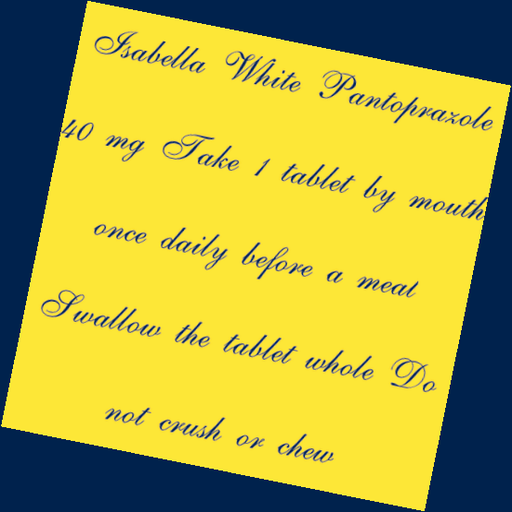 Isabella White Pantoprazole
40 mg Take 1 tablet by mouth
once daily before a meal
Swallow the tablet whole Do
not crush or chew